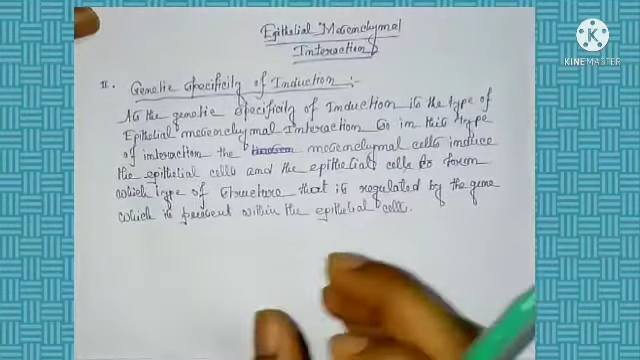 Epithelial Mesenchymal
Interaction
II. Genetic specificity of Induction :-
As the genetic specificity of Induction is the type of
Epithelial mesenchymal Interaction so in this type
of interaction the mesenchymal cells induce
the epithelial cells and the epithelial cells to form
which type of structure that is regulated by the gene
which is present within the epithelial cell.
KINEMASTER